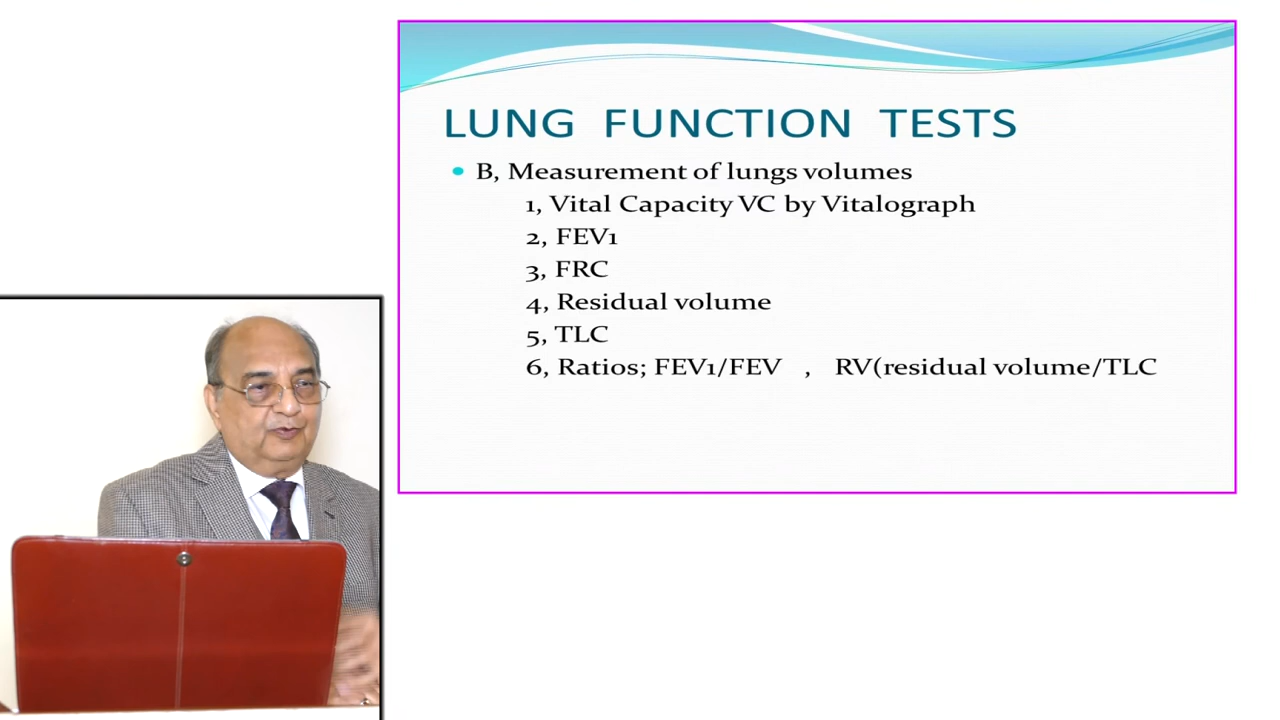 LUNG FUNCTION TESTS
B, Measurement of lungs volumes
1, Vital Capacity VC by Vitalograph
2, FEV1
3, FRC
4, Residual volume
5, TLC
6, Ratios; FEV1/FEV , RV(residual volume/TLC